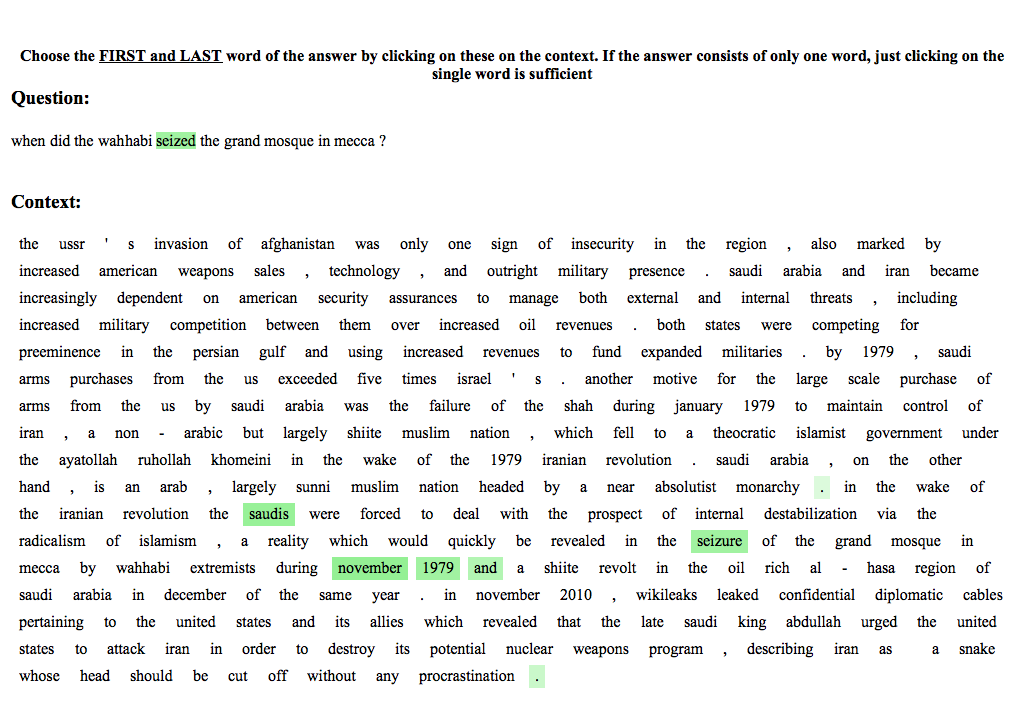 Choose the FIRST and LAST word of the answer by clicking on these on the context. If the answer consists of only one word, just clicking on the
single word is sufficient
Question:
when did the wahhabi seized the grand mosque in mecca ?
Context:
the ussr ' s invasion of afghanistan was only one sign of insecurity in the region , also marked by
increased american weapons sales , technology , and outright military presence . saudi arabia and iran became
increasingly dependent on american security assurances to manage both external and internal threats , including
increased military competition between them over increased oil revenues . both states were competing for
preeminence in the persian gulf and using increased revenues to fund expanded militaries . by 1979 , saudi
arms purchases from the us exceeded five times israel ' s . another motive for the large scale purchase of
arms from the us by saudi arabia was the failure of the shah during january 1979 to maintain control of
iran , a non - arabic but largely shiite muslim nation , which fell to a theocratic islamist government under
the ayatollah ruhollah khomeini in the wake of the 1979 iranian revolution . saudi arabia , on the other
hand , is an arab , largely sunni muslim nation headed by a near absolutist monarchy . in the wake of
the iranian revolution the saudis were forced to deal with the prospect of internal destabilization via the
radicalism of islamism , a reality which would quickly be revealed in the seizure of the grand mosque in
mecca by wahhabi extremists during november 1979 and a shiite revolt in the oil rich al - hasa region of
saudi arabia in december of the same year . in november 2010 , wikileaks leaked confidential diplomatic cables
pertaining to the united states and its allies which revealed that the late saudi king abdullah urged the united
states to attack iran in order to destroy its potential nuclear weapons program , describing iran as a snake
whose head should be cut off without any procrastination .